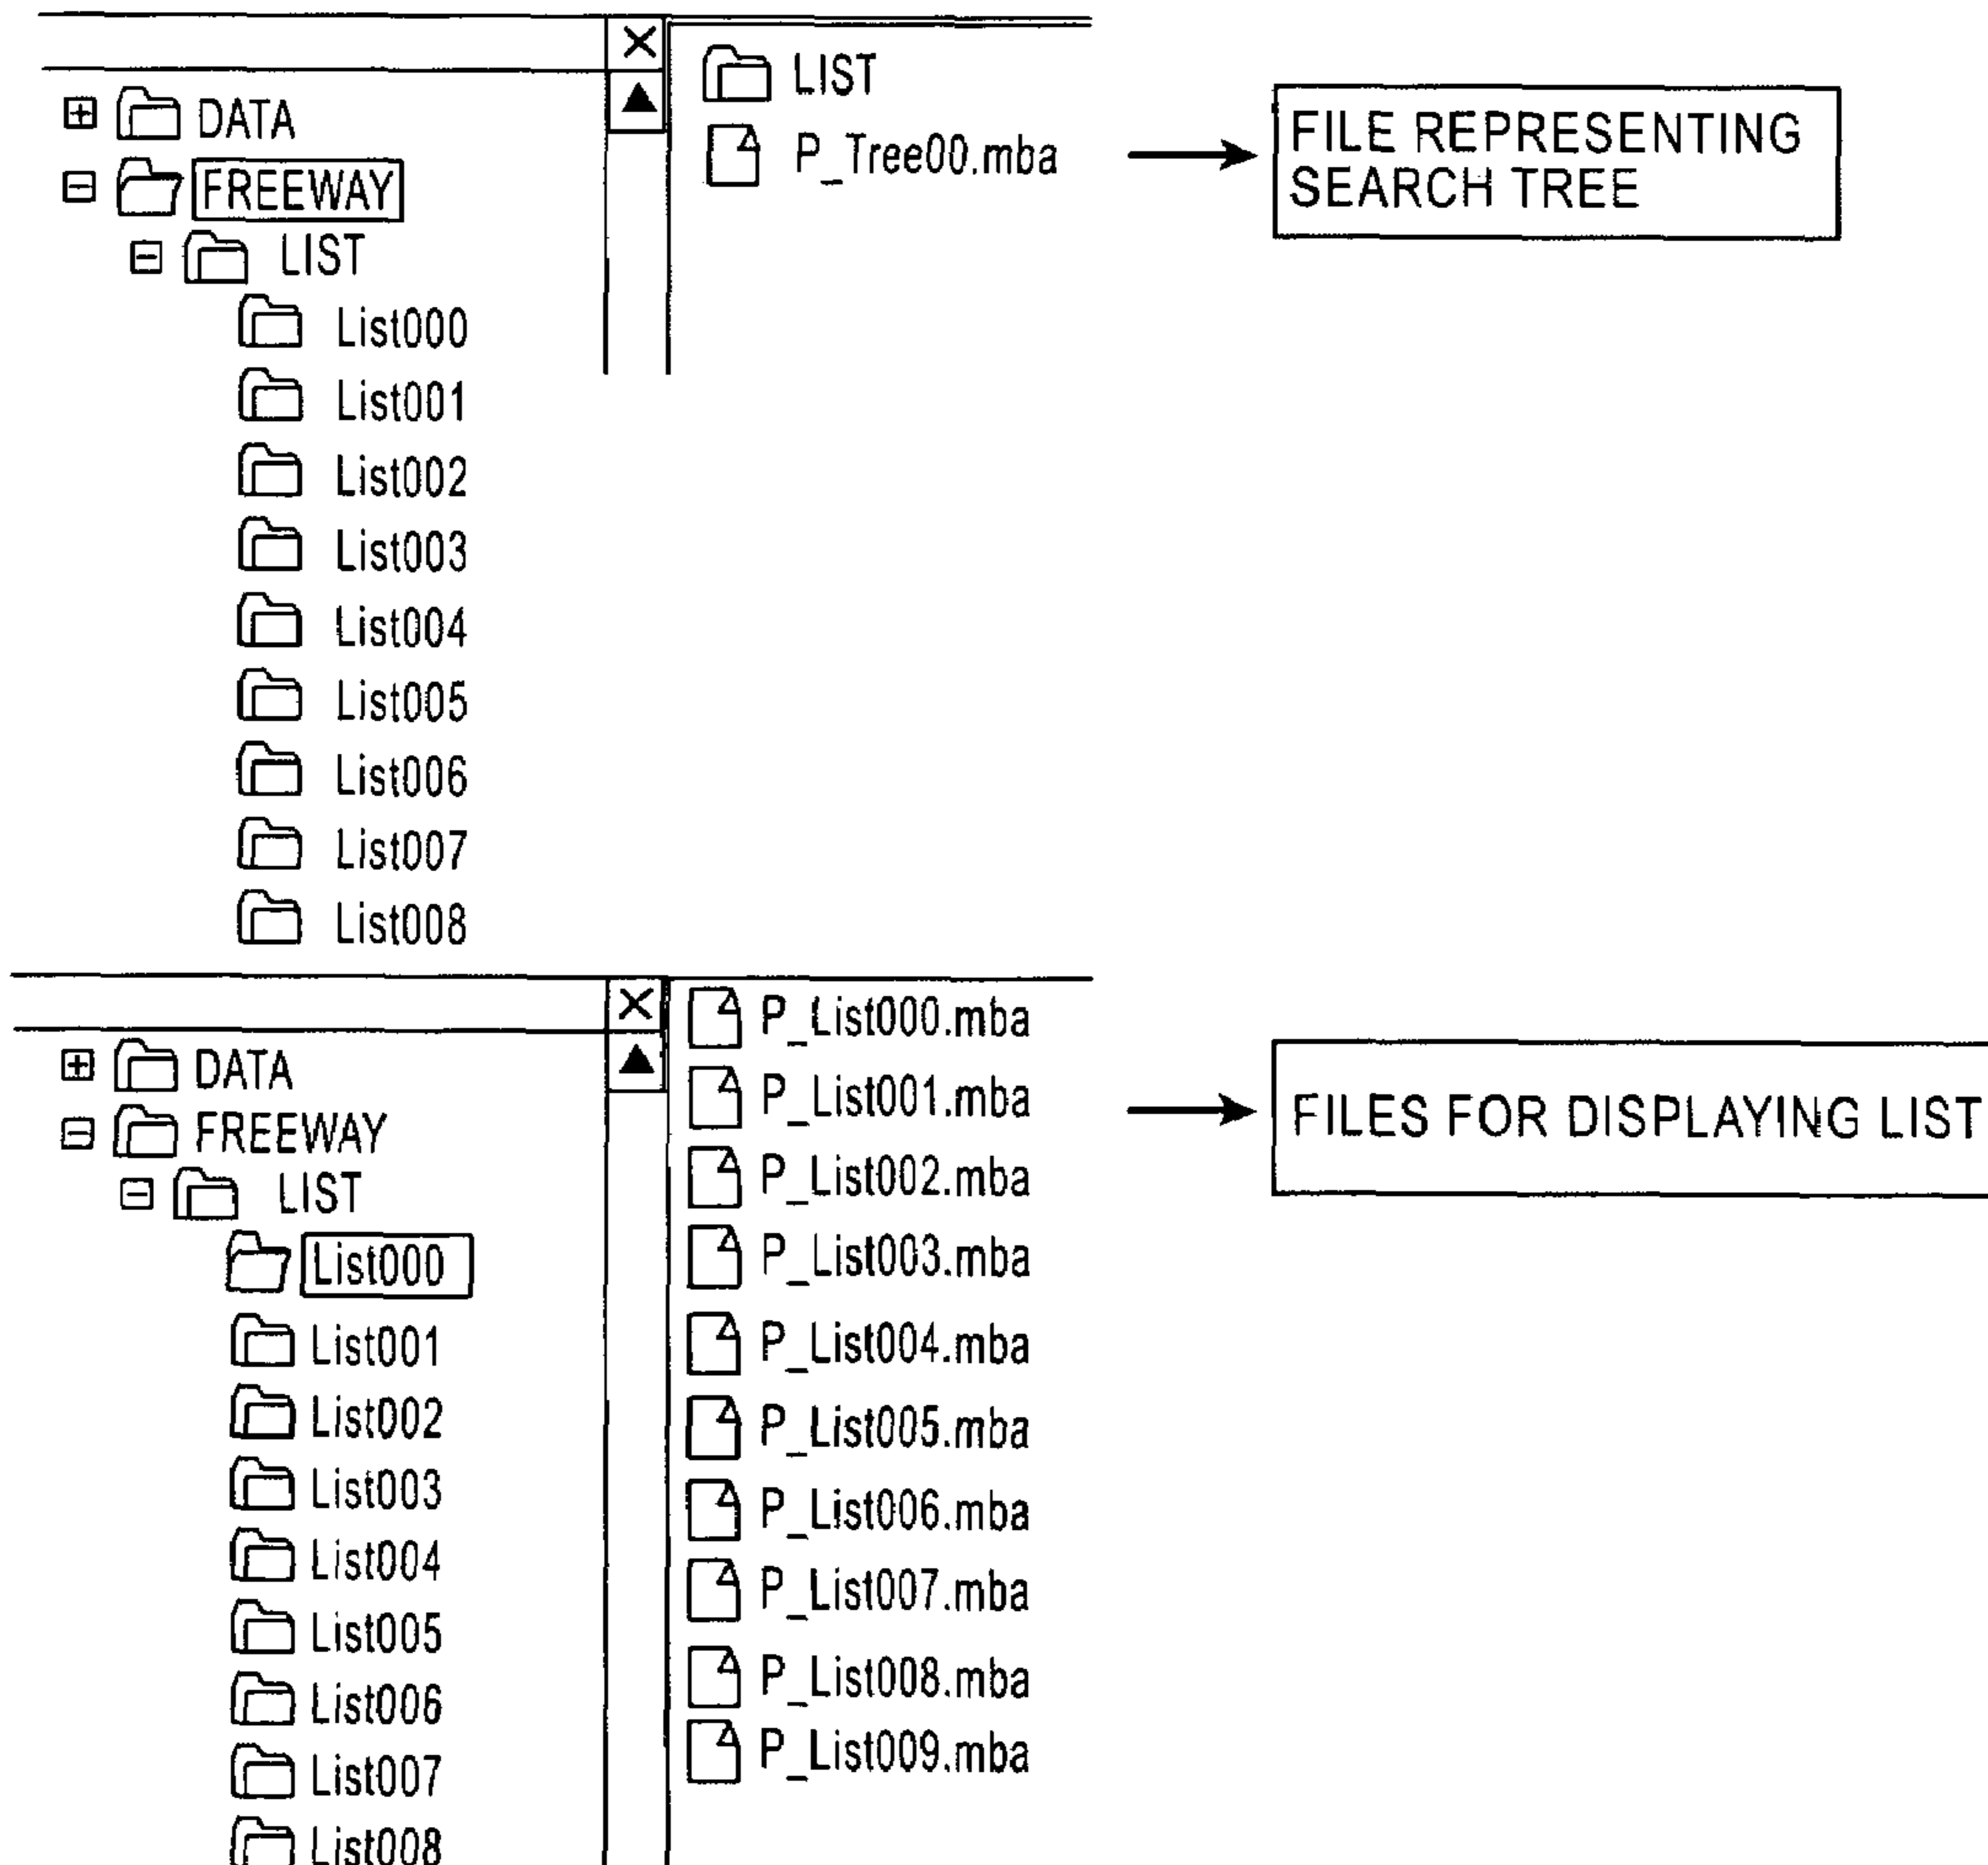 DATA
FREEWAY
LIST
List000
List001
List002
List003
List004
List005
List006
List007
List008
LIST
P_Tree00.mba
FILE REPRESENTING
SEARCH TREE
DATA
FREEWAY
LIST
List000
List001
List002
List003
List004
List005
List006
List007
List008
P_List000.mba
P_List001.mba
P_List002.mba
P_List003.mba
P_List004.mba
P_List005.mba
P_List006.mba
P_List007.mba
P_List008.mba
P_List009.mba
FILES FOR DISPLAYING LIST